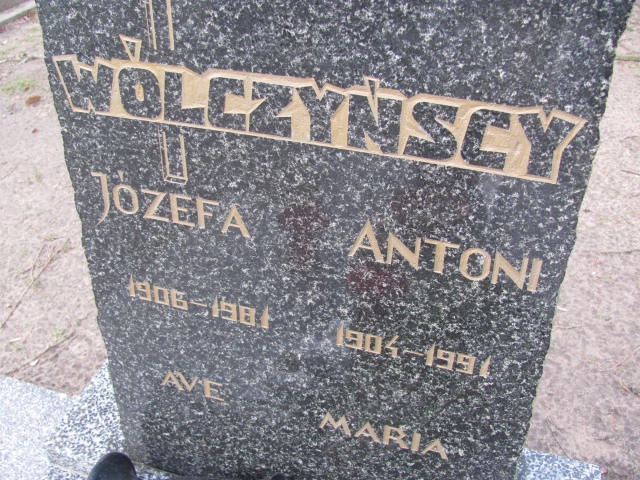 WÓLCZYŃSCY
JÓZEFA ANTONI
1906-1981 1904-1991
AVE MARIA